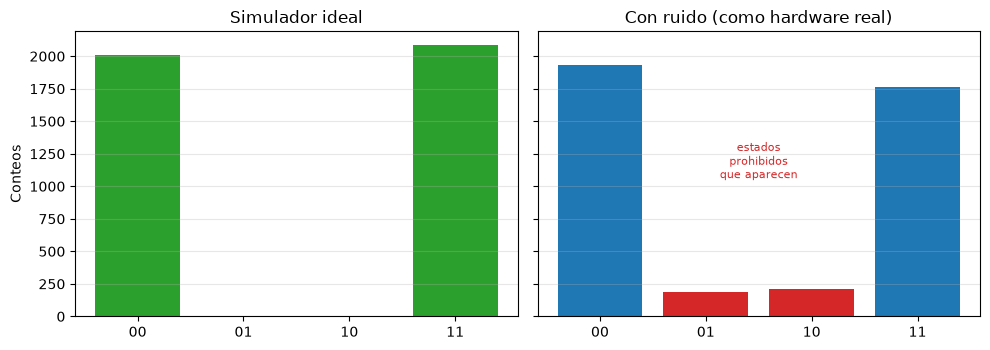 Simulador ideal
Con ruido (como hardware real)
Conteos
2000
1750
1500
1250
1000
750
500
250
0
estados
prohibidos
que aparecen
00
01
10
11
00
01
10
11